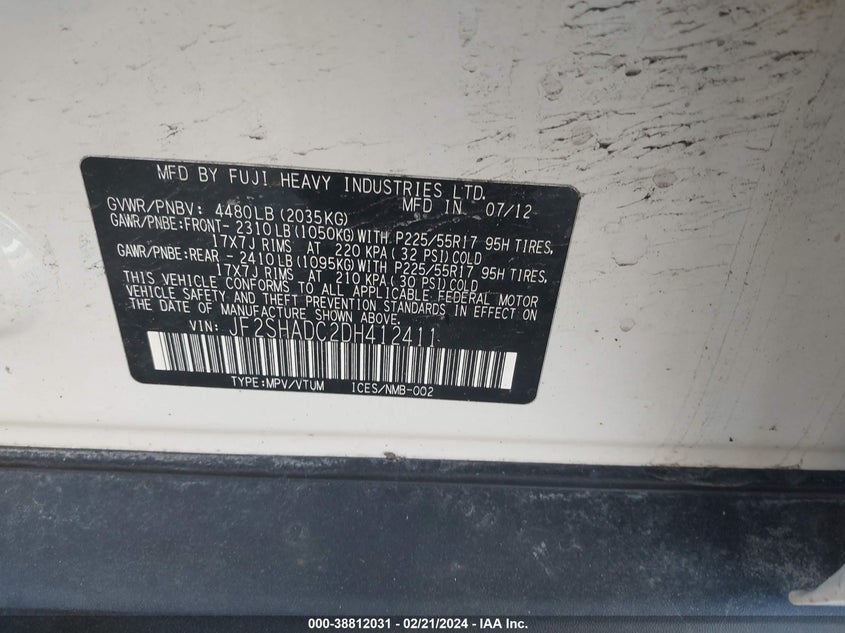 MFD BY FUJI HEAVY INDUSTRIES LTD.
GVWR/PNBV: 4480LB (2035KG) MFD IN 07/12
GAWR/PNBE:FRONT- 2310 LB (1050KG) WITH P225/55R17 95H TIRES,
17X7J RIMS AT 220 KPA ( 32 PSI) COLD
GAWR/PNBE:REAR - 2410 LB (1095KG) WITH P225/55R17 95H TIRES,
17X7J RIMS AT 210 KPA ( 30 PSI) COLD
THIS VEHICLE CONFORMS TO ALL APPLICABLE FEDERAL MOTOR
VEHICLE SAFETY AND THEFT PREVENTION STANDARDS IN EFFECT ON
THE DATE OF MANUFACTURE SHOWN ABOVE.
VIN: JF2SHADC2DH412411
TYPE:MPV/VTUM ICES/NMB-002
000-38812031 - 02/21/2024 - IAA Inc.